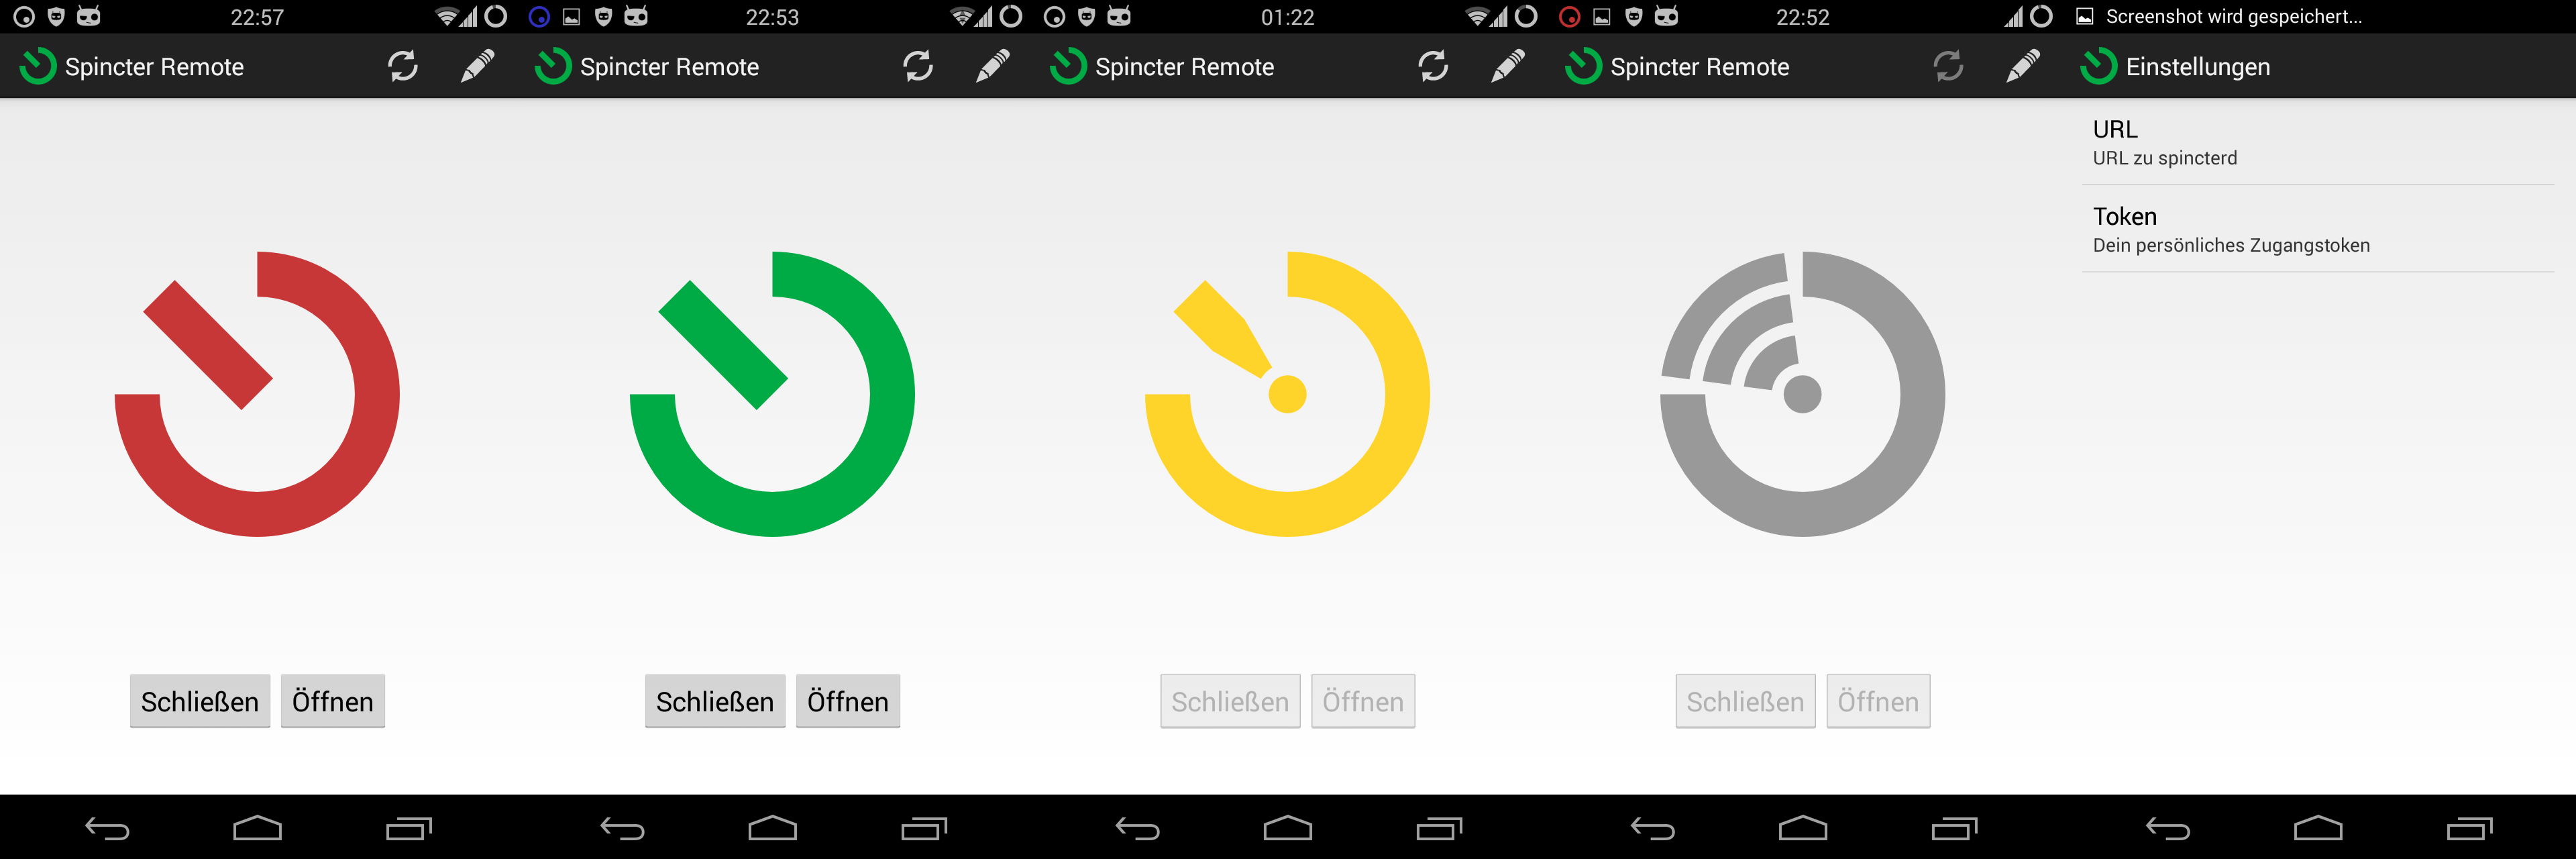 22:57
Spincter Remote
Schließen Öffnen
22:53
Spincter Remote
Schließen Öffnen
01:22
Spincter Remote
Schließen Öffnen
22:52
Spincter Remote
Schließen Öffnen
Screenshot wird gespeichert...
Einstellungen
URL
URL zu spincterd
Token
Dein persönliches Zugangstoken